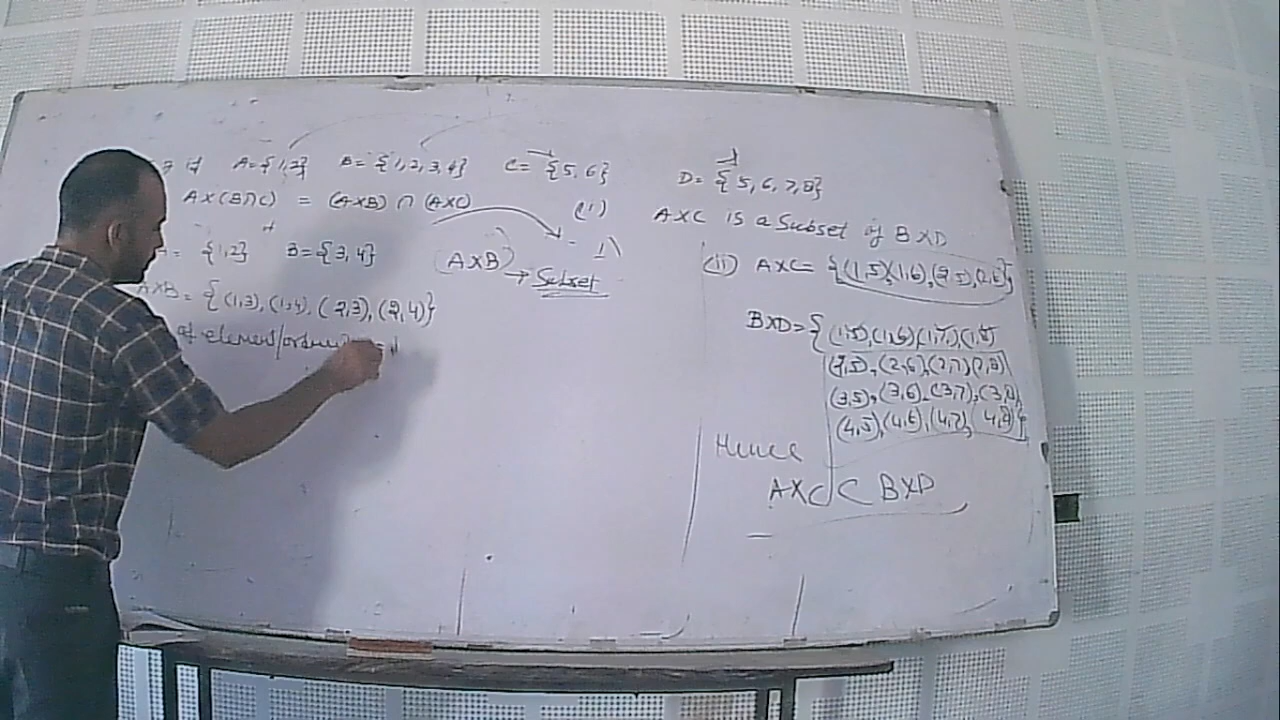 if A={1,2} B={1,2,3,4} C={5,6} D={5,6,7,8}
A×(B∩C) = (A×B) ∩ (A×C)
(i) A×C is a Subset of B×D
= {1,2} B={3,4}
(A×B) → Subset
A×B = {(1,3),(1,4),(2,3),(2,4)}
of element/
(ii) A×C = {(1,5),(1,6),(2,5),(2,6)}
B×D = {(1,5)(1,6)(1,7),(1,8)
(2,5),(2,6),(2,7)(2,8)
(3,5),(3,6),(3,7),(3,8),
(4,5),(4,6),(4,7),(4,8)}
Hence
A×C ⊂ B×D